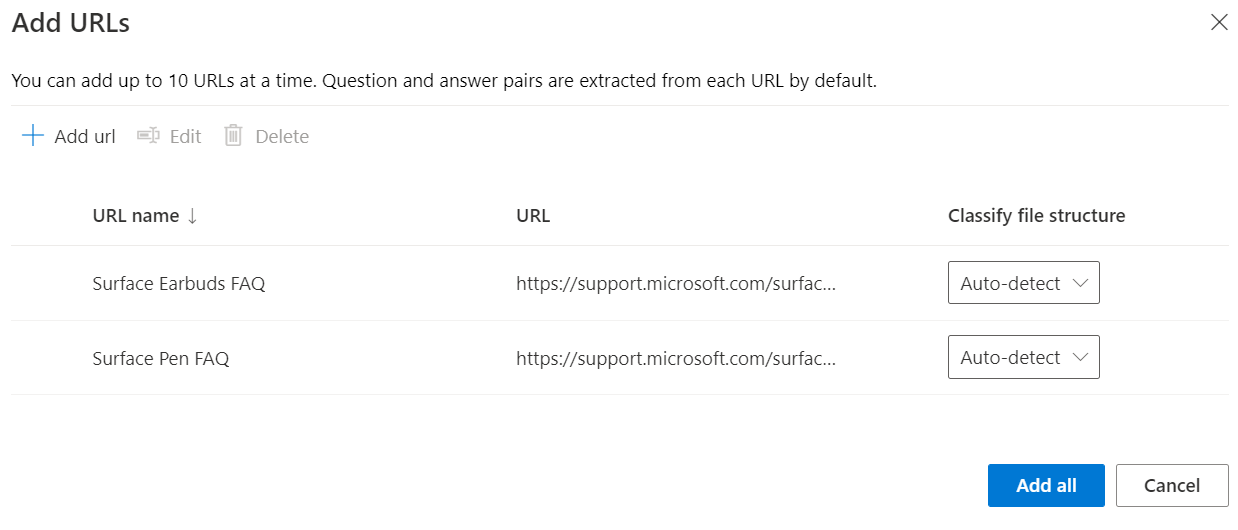 Add URLs
You can add up to 10 URLs at a time. Question and answer pairs are extracted from each URL by default.
Add url Edit Delete
URL name ↓ URL Classify file structure
Surface Earbuds FAQ https://support.microsoft.com/surfac... Auto-detect
Surface Pen FAQ https://support.microsoft.com/surfac... Auto-detect
Add all Cancel